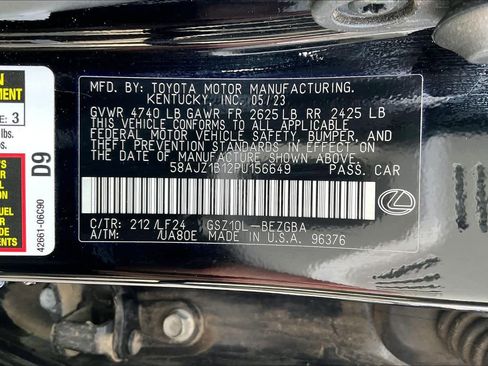 MFD. BY: TOYOTA MOTOR MANUFACTURING.
KENTUCKY, INC. 05/23
GVWR 4740 LB GAWR FR 2625 LB RR 2425 LB
THIS VEHICLE CONFORMS TO ALL APPLICABLE
FEDERAL MOTOR VEHICLE SAFETY, BUMPER, AND
THEFT PREVENTION STANDARDS IN EFFECT ON
THE DATE OF MANUFACTURE SHOWN ABOVE.
58AJZ1B12PU156649 PASS. CAR
C/TR: 212/LF24 GSZ10L-BEZGBA
A/TM: /UA80E MADE IN U.S.A. 96376
E: 3
lbs.
D9
42661-06C90